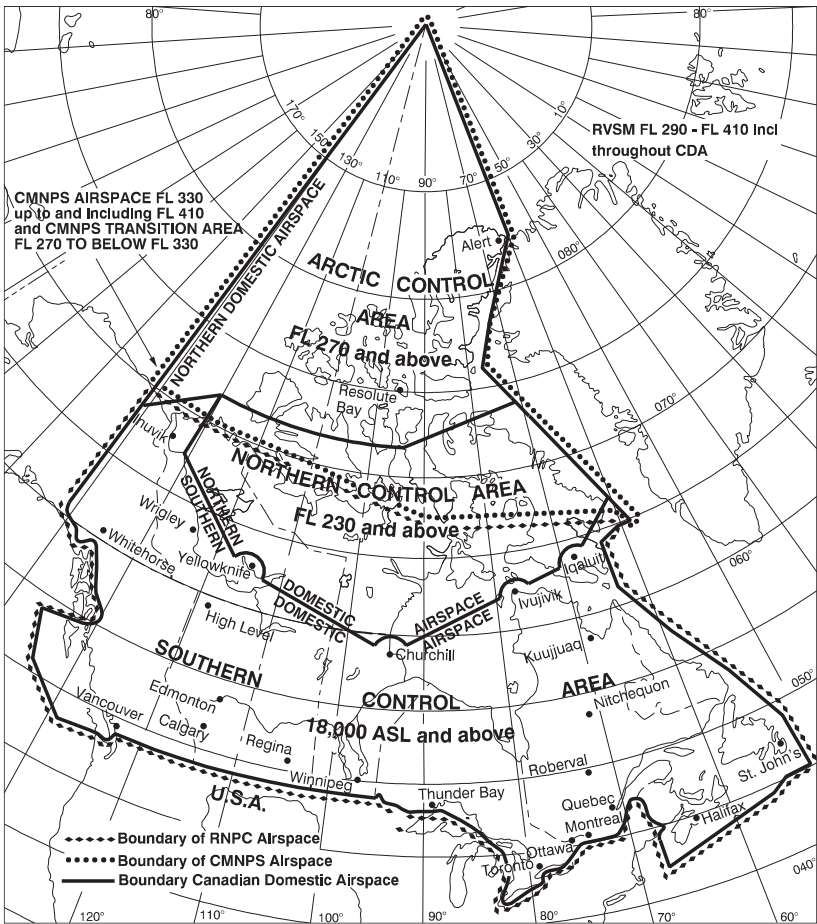 80°
80°
170°
150°
130°
110°
90°
70°
50°
30°
10°
RVSM FL 290 - FL 410 Incl
throughout CDA
CMNPS AIRSPACE FL 330
up to and Including FL 410
and CMNPS TRANSITION AREA
FL 270 TO BELOW FL 330
NORTHERN DOMESTIC AIRSPACE
Alert
080°
ARCTIC CONTROL
AREA
FL 270 and above
Resolute
Bay
070°
Inuvik
NORTHERN CONTROL AREA
FL 230 and above
NORTHERN
SOUTHERN
Wrigley
Whitehorse
Yellowknife
Iqaluit
060°
DOMESTIC
DOMESTIC
AIRSPACE
AIRSPACE
Ivujivik
High Level
Churchill
Kuujjuaq
SOUTHERN
CONTROL
AREA
18,000 ASL and above
050°
Nitchequon
Vancouver
Edmonton
Calgary
Regina
Winnipeg
Roberval
St. John's
U.S.A.
Thunder Bay
Quebec
Montreal
Halifax
Ottawa
Toronto
040°
Boundary of RNPC Airspace
Boundary of CMNPS Airspace
Boundary Canadian Domestic Airspace
120°
110°
100°
90°
80°
70°
60°